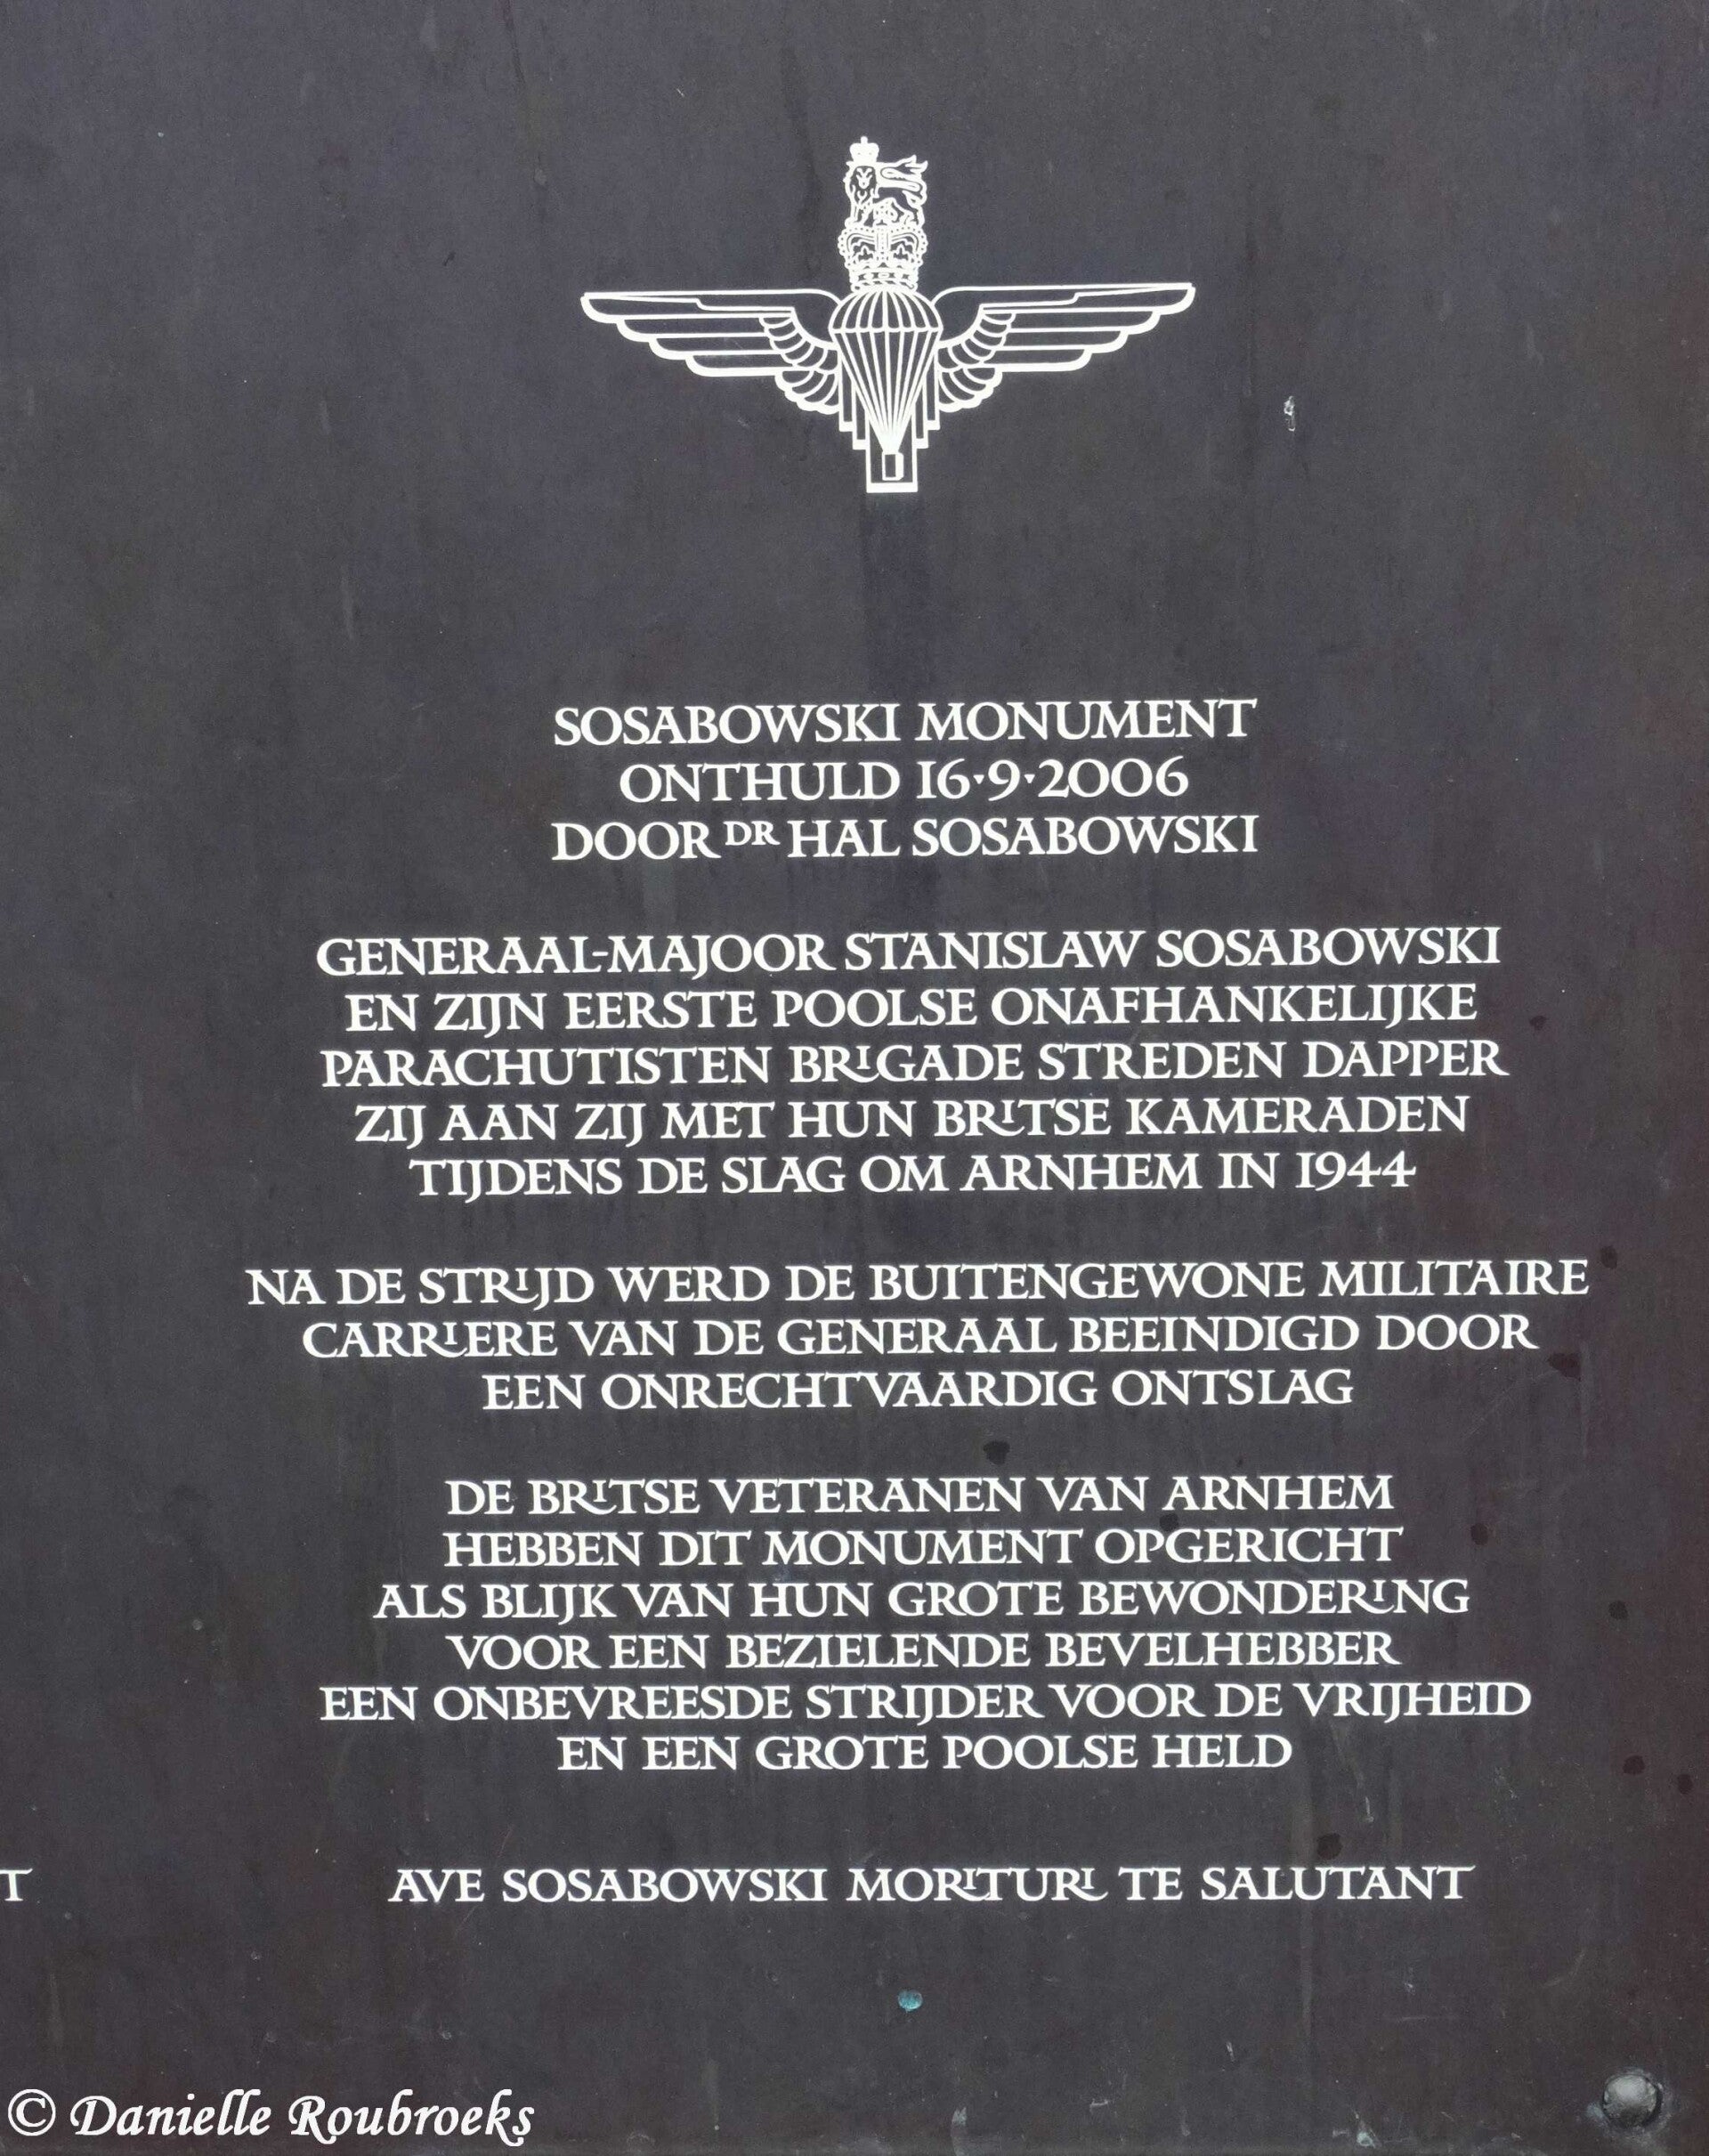 SOSABOWSKI MONUMENT
ONTHULD 16·9·2006
DOOR DR HAL SOSABOWSKI
GENERAAL-MAJOOR STANISLAW SOSABOWSKI
EN ZIJN EERSTE POOLSE ONAFHANKELIJKE
PARACHUTISTEN BRIGADE STREDEN DAPPER
ZIJ AAN ZIJ MET HUN BRITSE KAMERADEN
TIJDENS DE SLAG OM ARNHEM IN 1944
NA DE STRIJD WERD DE BUITENGEWONE MILITAIRE
CARRIERE VAN DE GENERAAL BEEINDIGD DOOR
EEN ONRECHTVAARDIG ONTSLAG
DE BRITSE VETERANEN VAN ARNHEM
HEBBEN DIT MONUMENT OPGERICHT
ALS BLIJK VAN HUN GROTE BEWONDERING
VOOR EEN BEZIELENDE BEVELHEBBER
EEN ONBEVREESDE STRIJDER VOOR DE VRIJHEID
EN EEN GROTE POOLSE HELD
T
AVE SOSABOWSKI MORITURI TE SALUTANT
© Danielle Roubroeks